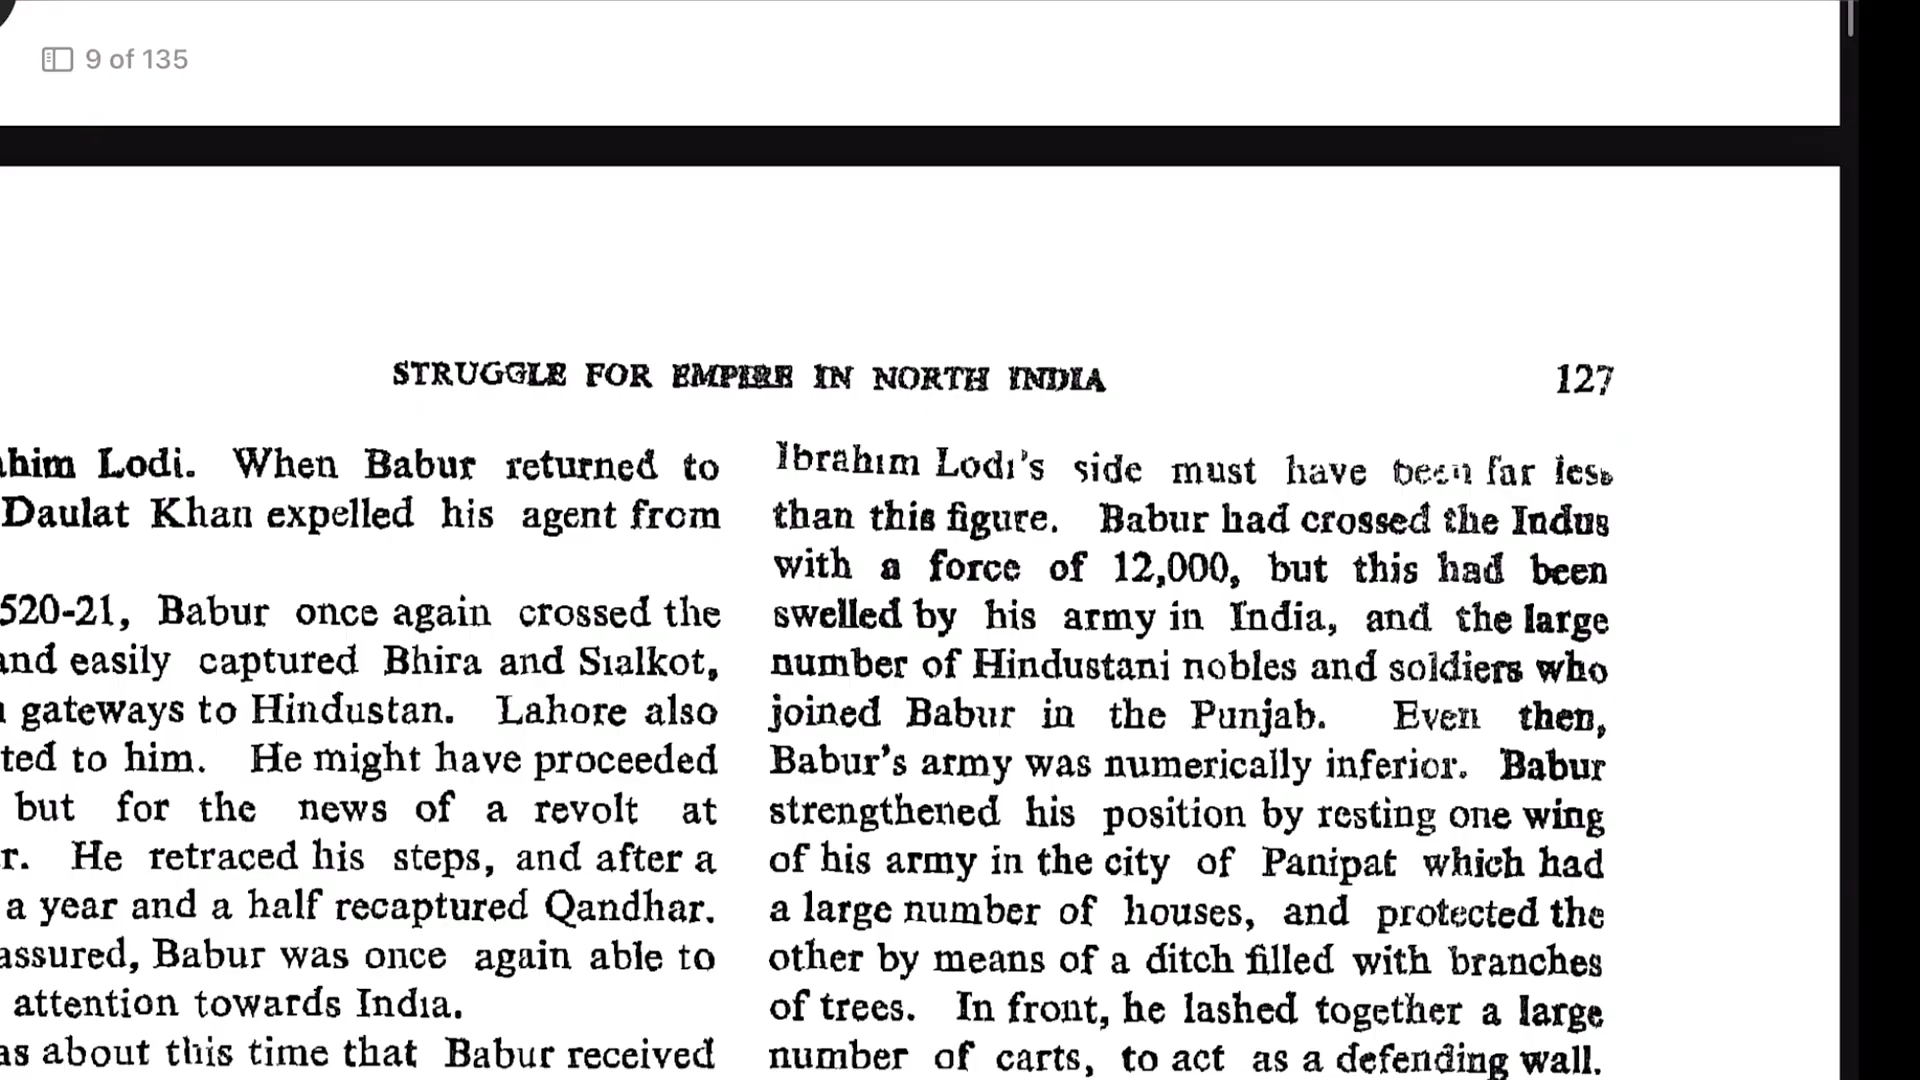 9 of 135
STRUGGLE FOR EMPIRE IN NORTH INDIA 127
him Lodi. When Babur returned to
Daulat Khan expelled his agent from
520-21, Babur once again crossed the
and easily captured Bhira and Sialkot,
gateways to Hindustan. Lahore also
ted to him. He might have proceeded
but for the news of a revolt at
r. He retraced his steps, and after a
a year and a half recaptured Qandhar.
assured, Babur was once again able to
attention towards India.
as about this time that Babur received
Ibrahim Lodi's side must have been far less
than this figure. Babur had crossed the Indus
with a force of 12,000, but this had been
swelled by his army in India, and the large
number of Hindustani nobles and soldiers who
joined Babur in the Punjab. Even then,
Babur's army was numerically inferior. Babur
strengthened his position by resting one wing
of his army in the city of Panipat which had
a large number of houses, and protected the
other by means of a ditch filled with branches
of trees. In front, he lashed together a large
number of carts, to act as a defending wall.